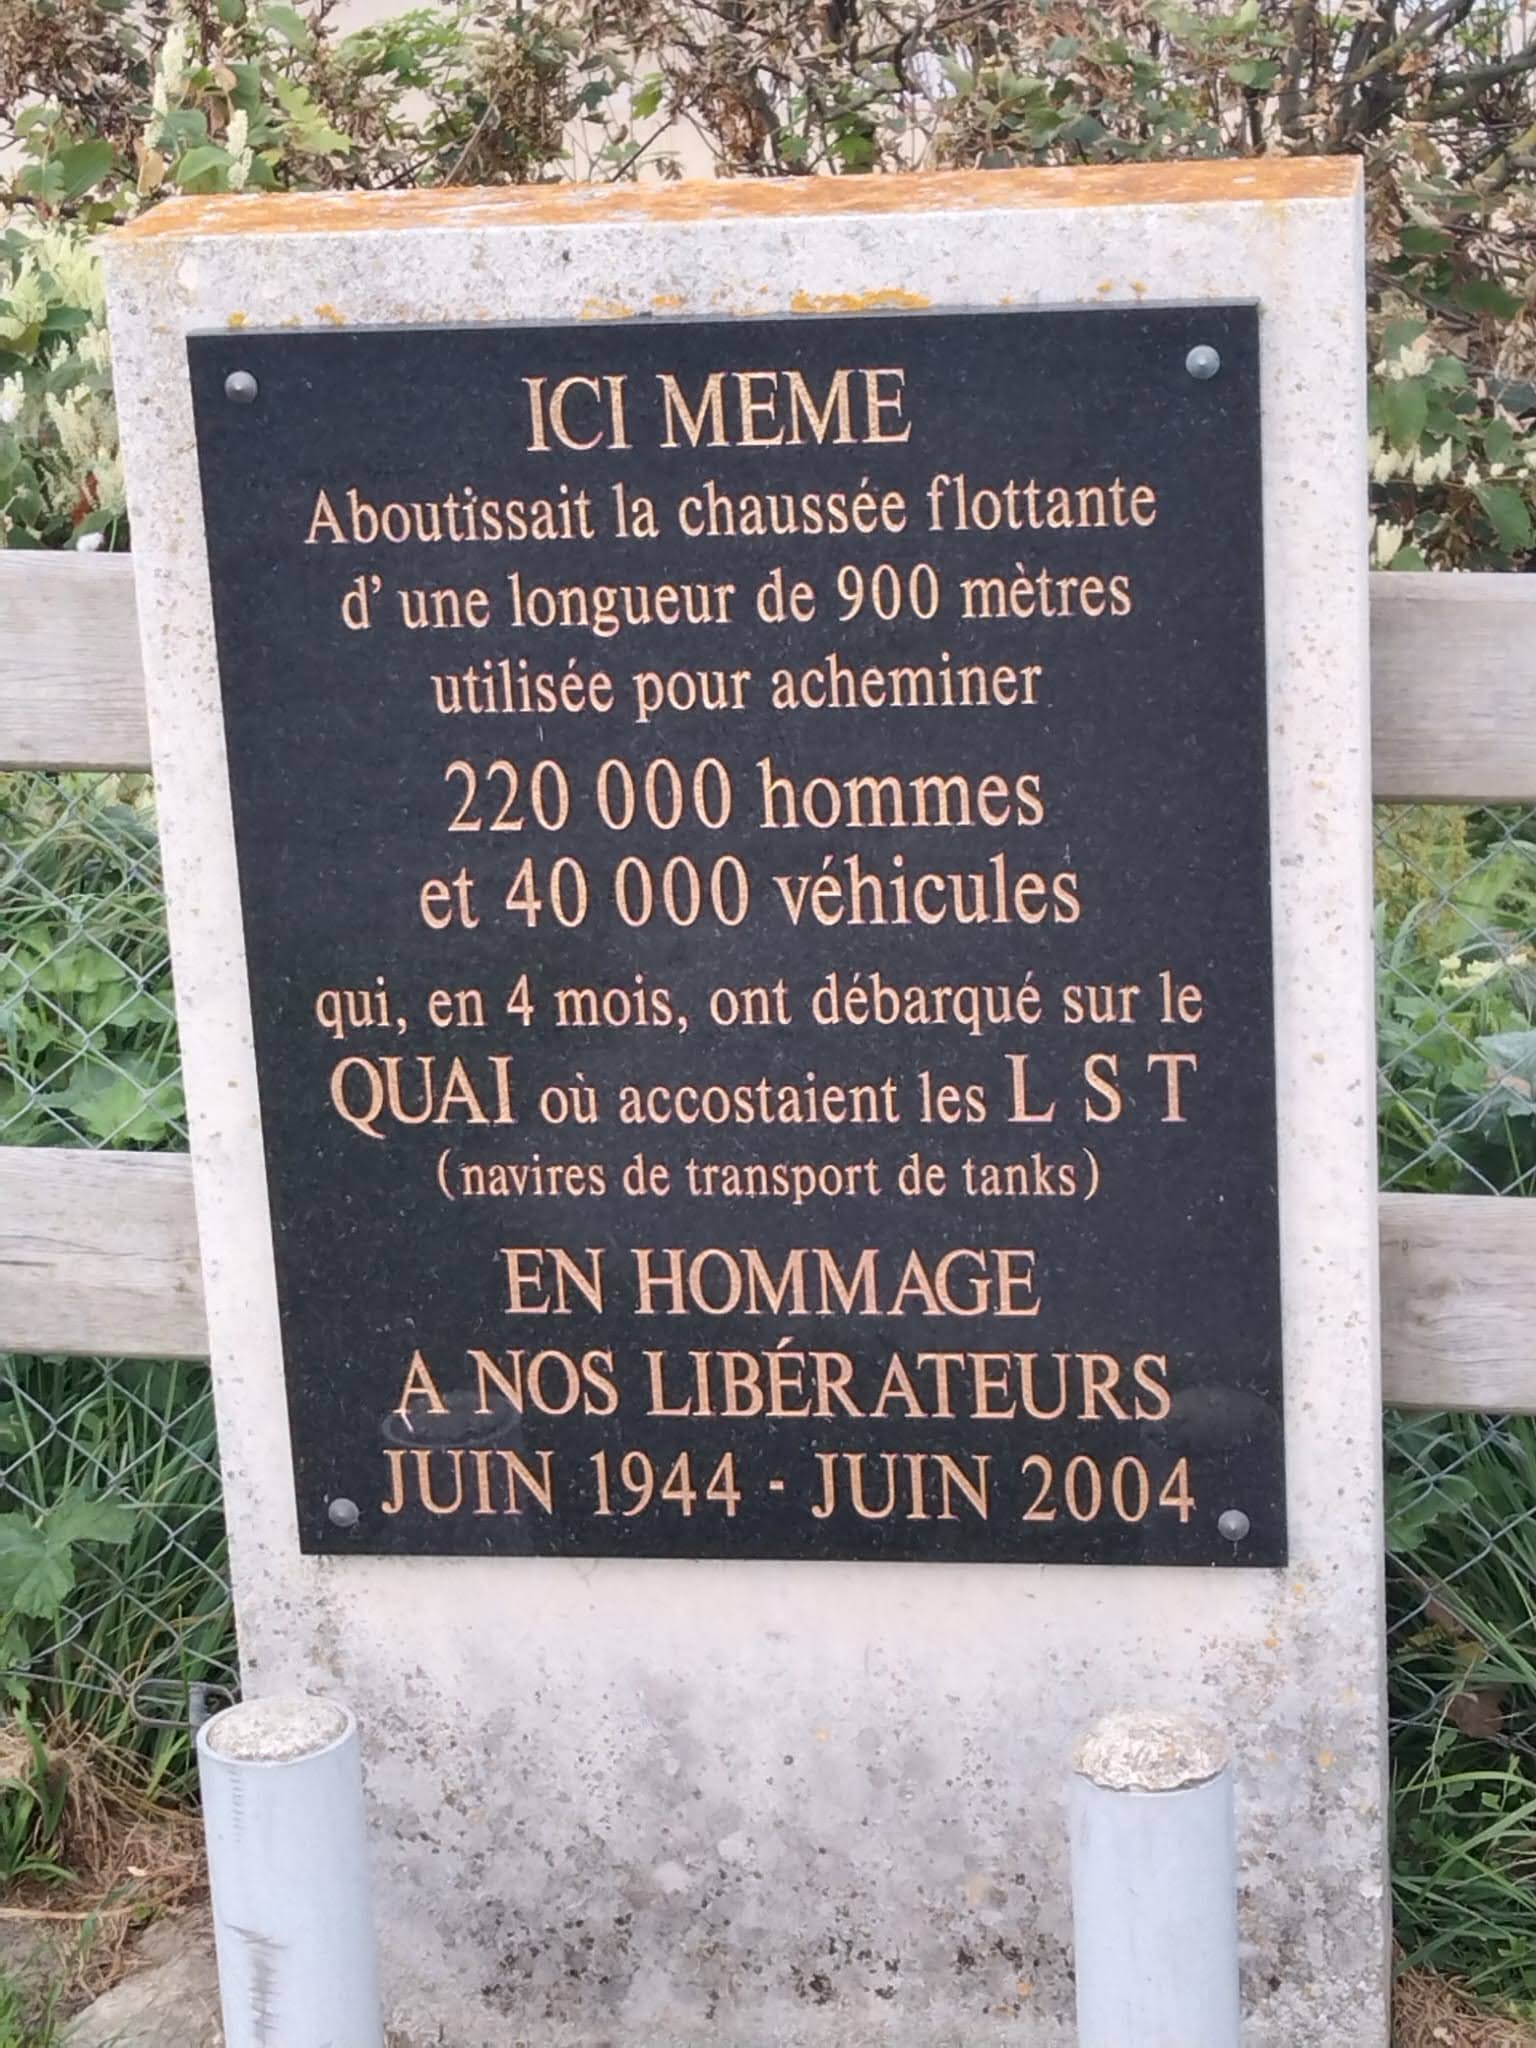 ICI MEME
Aboutissait la chaussée flottante
d' une longueur de 900 mètres
utilisée pour acheminer
220 000 hommes
et 40 000 véhicules
qui, en 4 mois, ont débarqué sur le
QUAI où accostaient les L S T
(navires de transport de tanks)
EN HOMMAGE
A NOS LIBÉRATEURS
JUIN 1944 - JUIN 2004